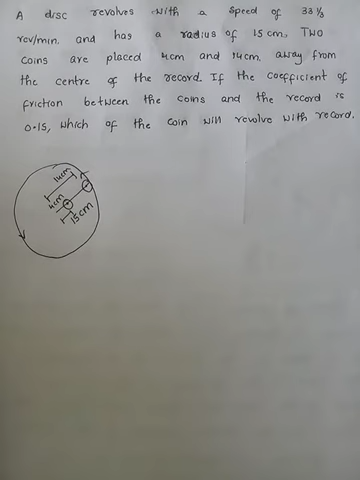 A disc revolves with a speed of 33 1/3
rev/min. and has a radius of 15 cm. Two
coins are placed 4cm and 14cm. away from
the centre of the record. If the coefficient of
friction between the coins and the record is
0.15, which of the coin will revolve with record.
14cm
4cm
15cm